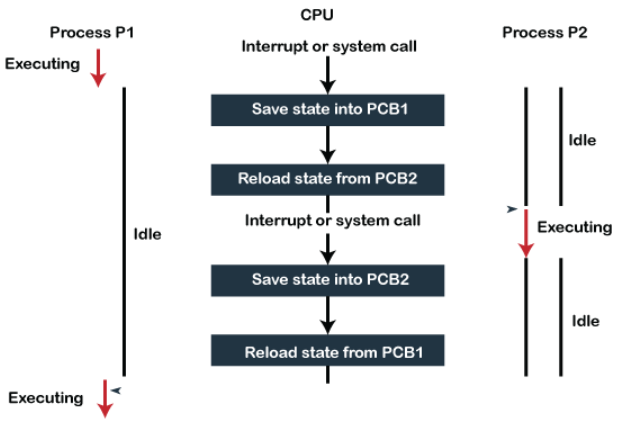 CPU
Process P1
Process P2
Interrupt or system call
Executing
Save state into PCB1
Idle
Reload state from PCB2
Interrupt or system call
Executing
Idle
Save state into PCB2
Idle
Reload state from PCB1
Executing